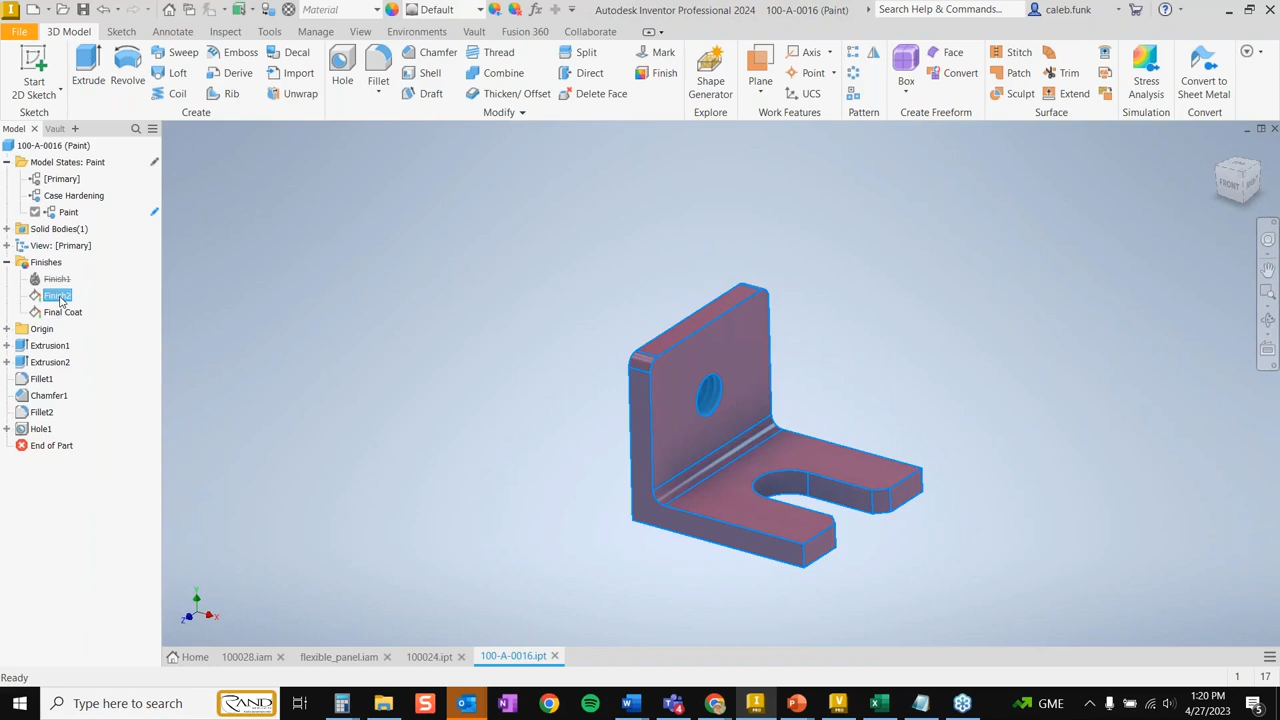 Material
Default
Autodesk Inventor Professional 2024
100-A-0016 (Paint)
Search Help & Commands...
caleb.funk
File
3D Model
Sketch
Annotate
Inspect
Tools
Manage
View
Environments
Vault
Fusion 360
Collaborate
Start
2D Sketch
Extrude
Revolve
Sweep
Emboss
Decal
Loft
Derive
Import
Coil
Rib
Unwrap
Hole
Fillet
Chamfer
Thread
Split
Mark
Shell
Combine
Direct
Finish
Draft
Thicken/ Offset
Delete Face
Shape
Generator
Plane
Axis
Point
UCS
Box
Face
Convert
Stitch
Patch
Trim
Sculpt
Extend
Stress
Analysis
Convert to
Sheet Metal
Sketch
Create
Modify
Explore
Work Features
Pattern
Create Freeform
Surface
Simulation
Convert
Model
Vault
100-A-0016 (Paint)
Model States: Paint
[Primary]
Case Hardening
Paint
Solid Bodies(1)
View: [Primary]
Finishes
Finish1
Finish2
Final Coat
Origin
Extrusion1
Extrusion2
Fillet1
Chamfer1
Fillet2
Hole1
End of Part
FRONT
Y
Z
X
Home
100028.iam
flexible_panel.iam
100024.ipt
100-A-0016.ipt
Ready
1
17
Type here to search
RAND
GME
1:20 PM
4/27/2023